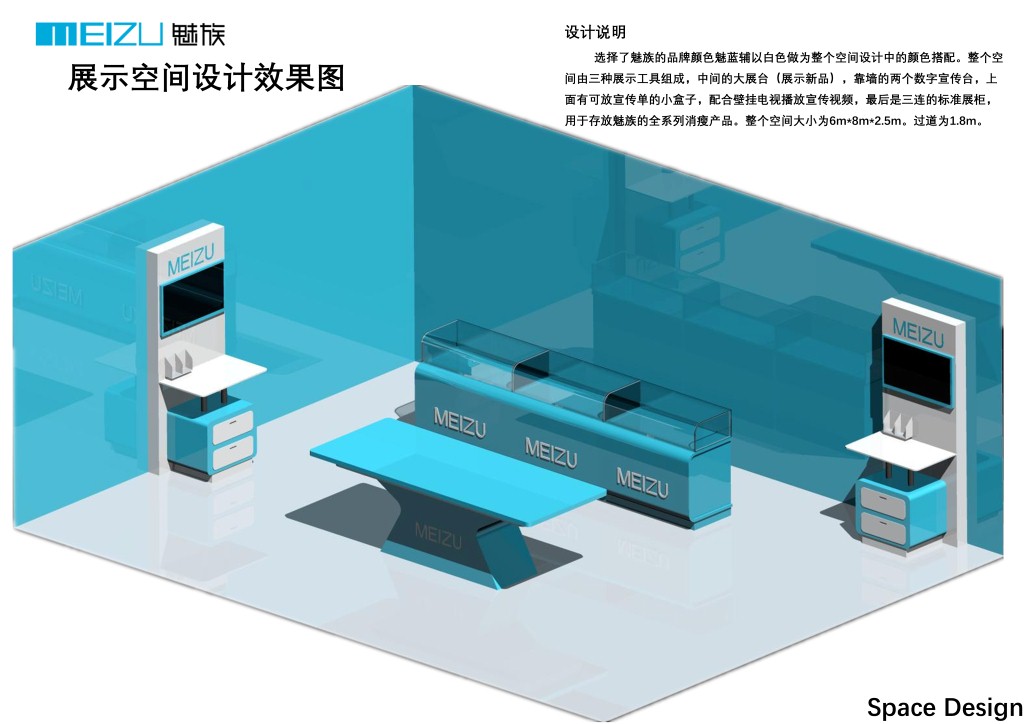 MEIZU 魅族
展示空间设计效果图
设计说明
选择了魅族的品牌颜色魅蓝辅以白色做为整个空间设计中的颜色搭配。整个空
间由三种展示工具组成，中间的大展台（展示新品），靠墙的两个数字宣传台，上
面有可放宣传单的小盒子，配合壁挂电视播放宣传视频，最后是三连的标准展柜，
用于存放魅族的全系列消瘦产品。整个空间大小为6m*8m*2.5m。过道为1.8m。
MEIZU
MEIZU
MEIZU
MEIZU
MEIZU
MEIZU
Space Design